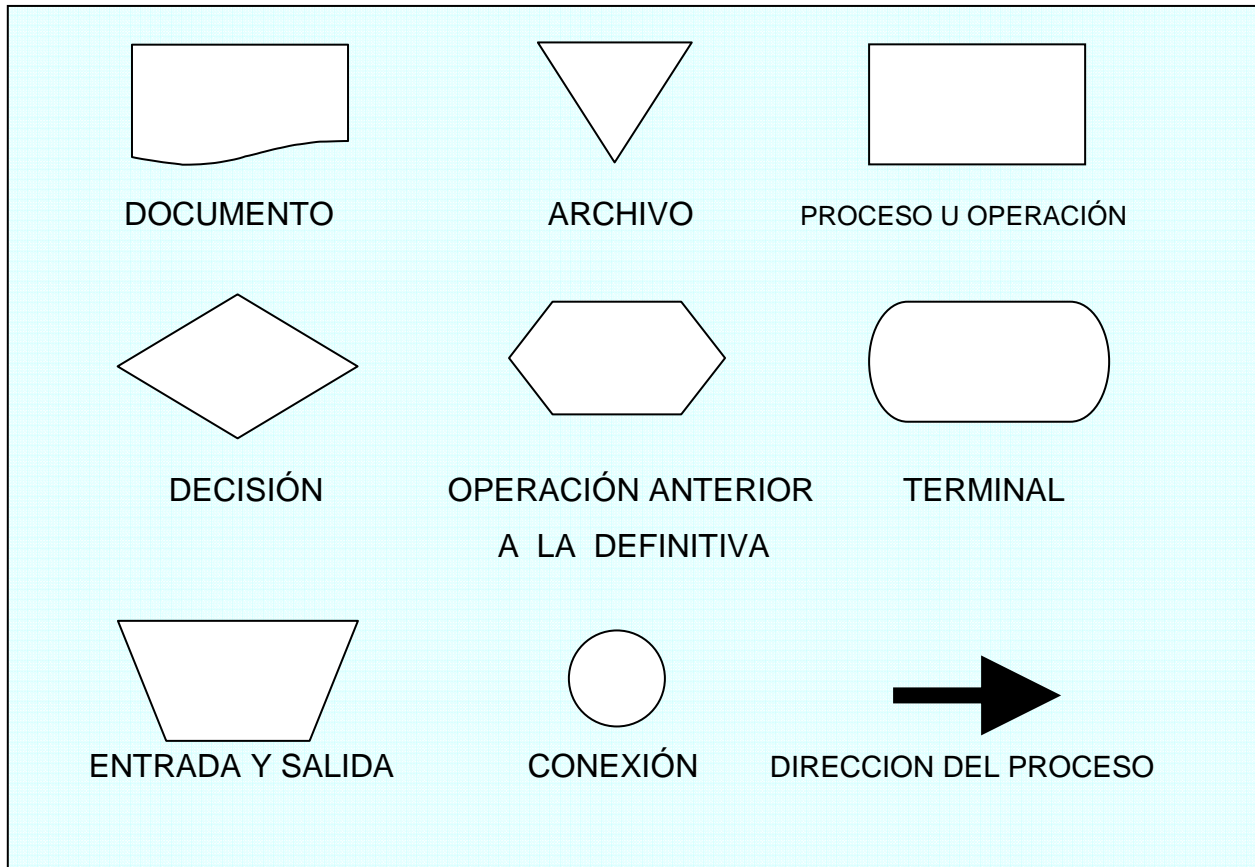 DOCUMENTO
ARCHIVO
PROCESO U OPERACIÓN
DECISIÓN
OPERACIÓN ANTERIOR
A LA DEFINITIVA
TERMINAL
ENTRADA Y SALIDA
CONEXIÓN
DIRECCION DEL PROCESO